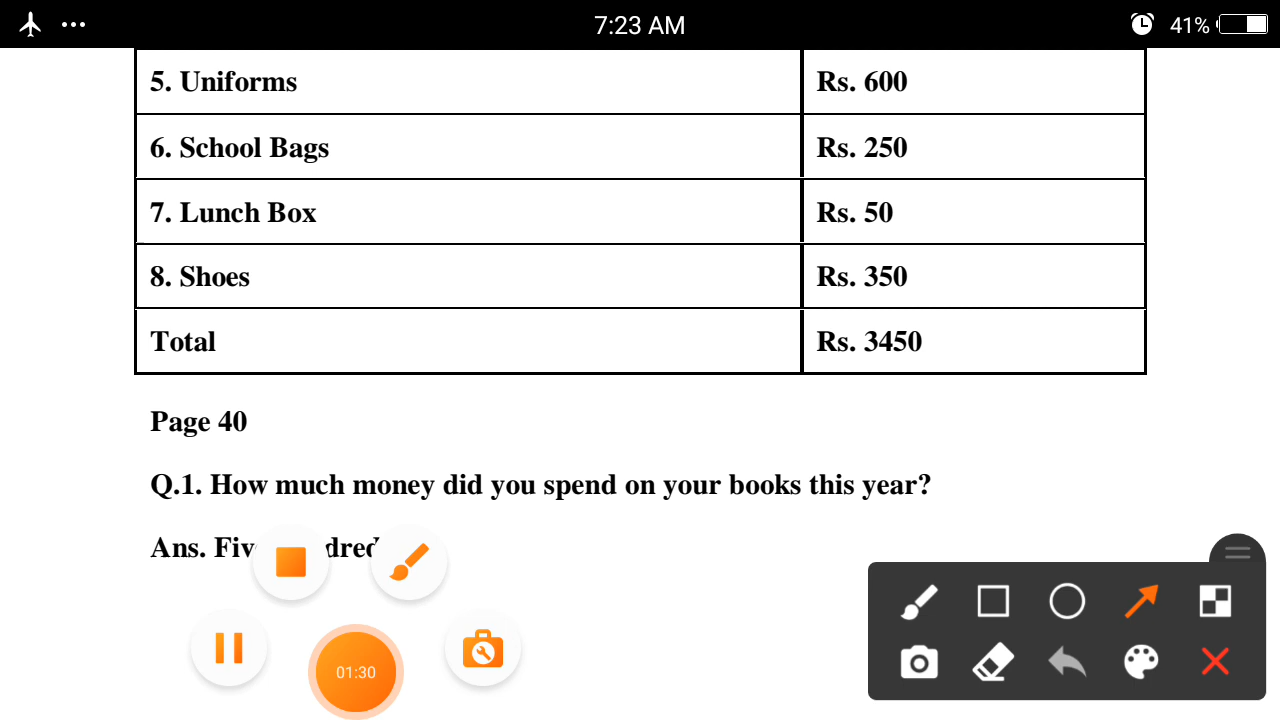 7:23 AM
41%
5. Uniforms Rs. 600
6. School Bags Rs. 250
7. Lunch Box Rs. 50
8. Shoes Rs. 350
Total Rs. 3450
Page 40
Q.1. How much money did you spend on your books this year?
Ans.
01:30